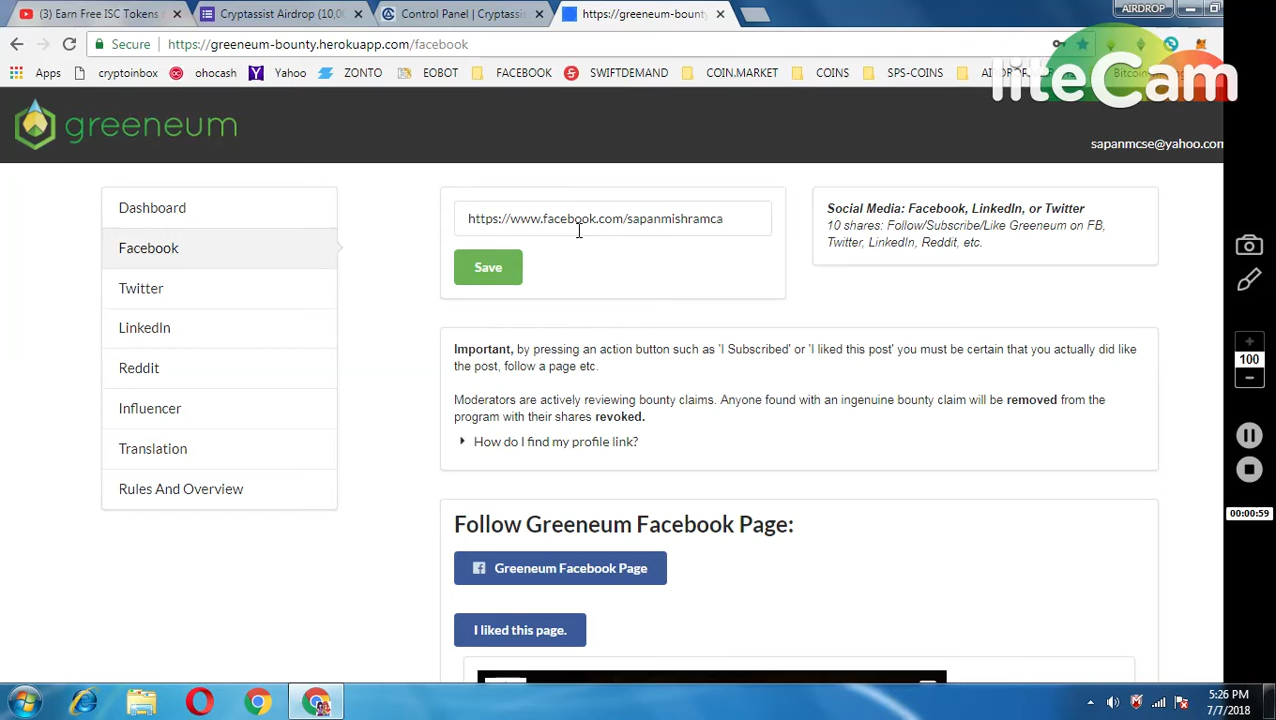 (3) Earn Free ISC Tokens
Cryptassist Airdrop (10,0
Control Panel | Cryptassis
https://greeneum-bount
AIRDROP
Secure
https://greeneum-bounty.herokuapp.com/facebook
Apps
cryptoinbox
ohocash
Yahoo
ZONTO
EOBOT
FACEBOOK
SWIFTDEMAND
COIN.MARKET
COINS
SPS-COINS
liteCam
greeneum
sapanmcse@yahoo.com
Dashboard
Facebook
Twitter
LinkedIn
Reddit
Influencer
Translation
Rules And Overview
https://www.facebook.com/sapanmishramca
Save
Social Media: Facebook, LinkedIn, or Twitter
10 shares: Follow/Subscribe/Like Greeneum on FB,
Twitter, LinkedIn, Reddit, etc.
Important, by pressing an action button such as 'I Subscribed' or 'I liked this post' you must be certain that you actually did like
the post, follow a page etc.
Moderators are actively reviewing bounty claims. Anyone found with an ingenuine bounty claim will be removed from the
program with their shares revoked.
How do I find my profile link?
Follow Greeneum Facebook Page:
Greeneum Facebook Page
I liked this page.
100
00:00:59
5:26 PM
7/7/2018